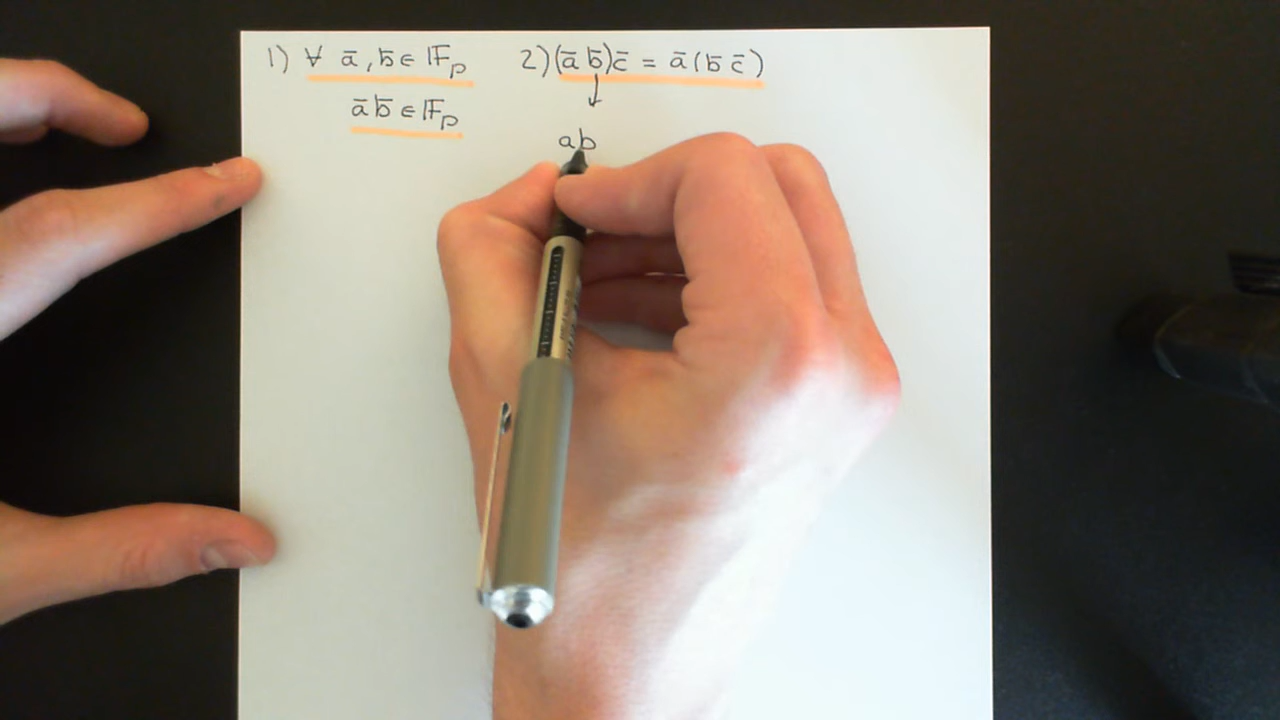 1) ∀ ā, b̄ ∈ 𝔽ₚ
ā b̄ ∈ 𝔽ₚ
2) (ā b̄) c̄ = ā (b̄ c̄)
↓
ab